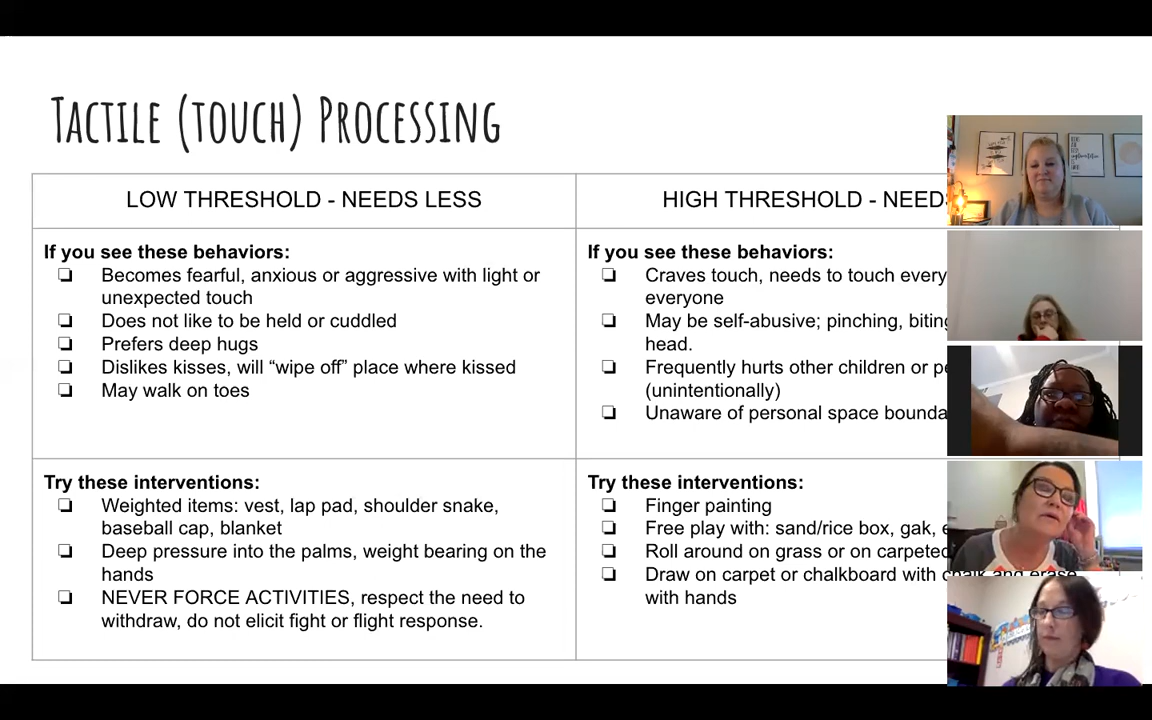 Tactile (touch) Processing
LOW THRESHOLD - NEEDS LESS
HIGH THRESHOLD - NEEDS
If you see these behaviors:
❏ Becomes fearful, anxious or aggressive with light or
unexpected touch
❏ Does not like to be held or cuddled
❏ Prefers deep hugs
❏ Dislikes kisses, will “wipe off” place where kissed
❏ May walk on toes
If you see these behaviors:
❏ Craves touch, needs to touch every
everyone
❏ May be self-abusive; pinching, biting
head.
❏ Frequently hurts other children or
(unintentionally)
❏ Unaware of personal space
Try these interventions:
❏ Weighted items: vest, lap pad, shoulder snake,
baseball cap, blanket
❏ Deep pressure into the palms, weight bearing on the
hands
❏ NEVER FORCE ACTIVITIES, respect the need to
withdraw, do not elicit fight or flight response.
Try these interventions:
❏ Finger painting
❏ Free play with: sand/rice box, gak,
❏ Roll around on grass or on carpeted
❏ Draw on carpet or chalkboard with chalk and erase
with hands